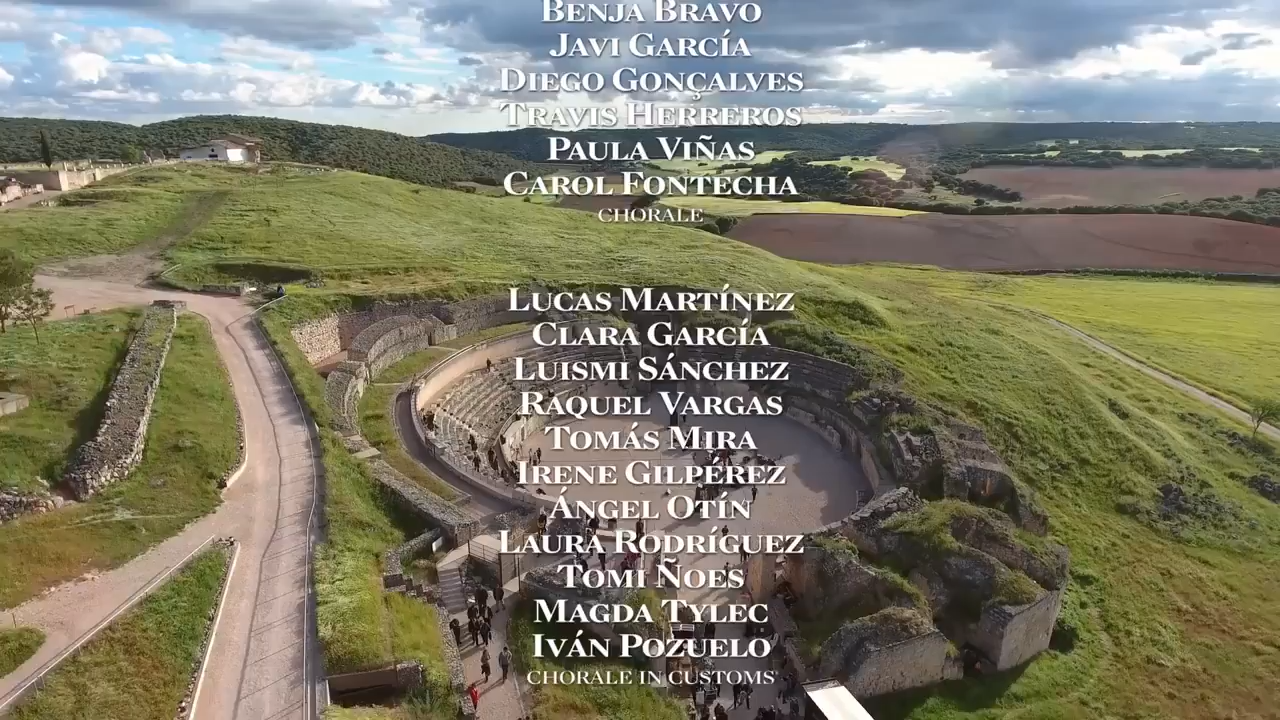 BENJA BRAVO
JAVI GARCÍA
DIEGO GONÇALVES
TRAVIS HERREROS
PAULA VIÑAS
CAROL FONTECHA
CHORALE
LUCAS MARTÍNEZ
CLARA GARCÍA
LUISMI SÁNCHEZ
RAQUEL VARGAS
TOMÁS MIRA
IRENE GILPÉREZ
ÁNGEL OTÍN
LAURA RODRÍGUEZ
TOMI ÑOES
MAGDA TYLEC
IVÁN POZUELO
CHORALE IN CUSTOMS